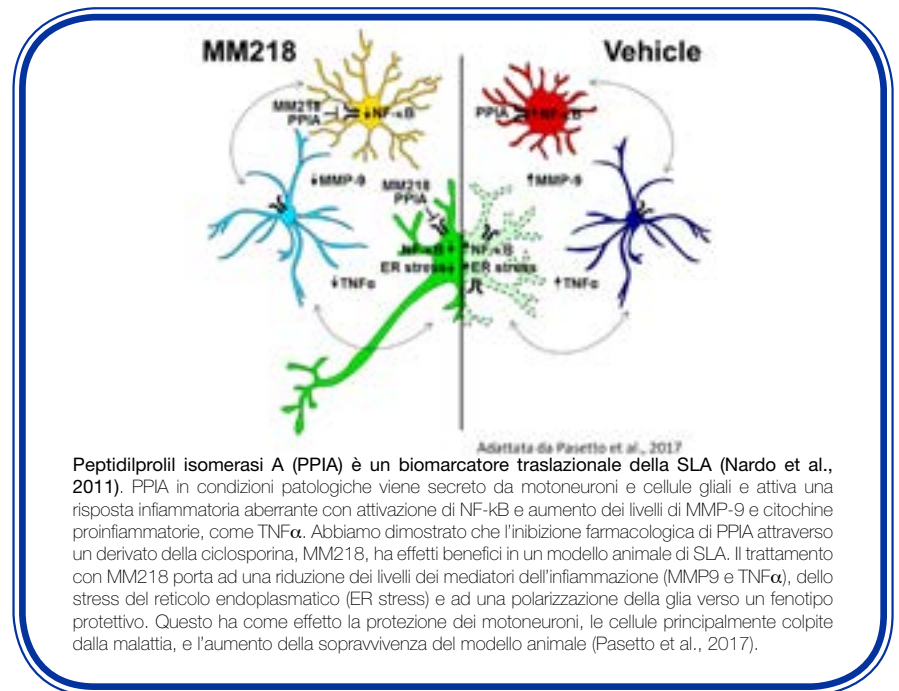 MM218 Vehicle
MM218
PPIA
NF-κB
PPIA
NF-κB
↓MMP-9
↑MMP-9
MM218
PPIA
NF-κB
↑NF-κB
ER stress
↑ER stress
↓TNFα
↑TNFα
Adattata da Pasetto et al., 2017
Peptidilprolil isomerasi A (PPIA) è un biomarcatore traslazionale della SLA (Nardo et al.,
2011). PPIA in condizioni patologiche viene secreto da motoneuroni e cellule gliali e attiva una
risposta infiammatoria aberrante con attivazione di NF-kB e aumento dei livelli di MMP-9 e citochine
proinfiammatorie, come TNFα. Abbiamo dimostrato che l'inibizione farmacologica di PPIA attraverso
un derivato della ciclosporina, MM218, ha effetti benefici in un modello animale di SLA. Il trattamento
con MM218 porta ad una riduzione dei livelli dei mediatori dell'infiammazione (MMP9 e TNFα), dello
stress del reticolo endoplasmatico (ER stress) e ad una polarizzazione della glia verso un fenotipo
protettivo. Questo ha come effetto la protezione dei motoneuroni, le cellule principalmente colpite
dalla malattia, e l'aumento della sopravvivenza del modello animale (Pasetto et al., 2017).